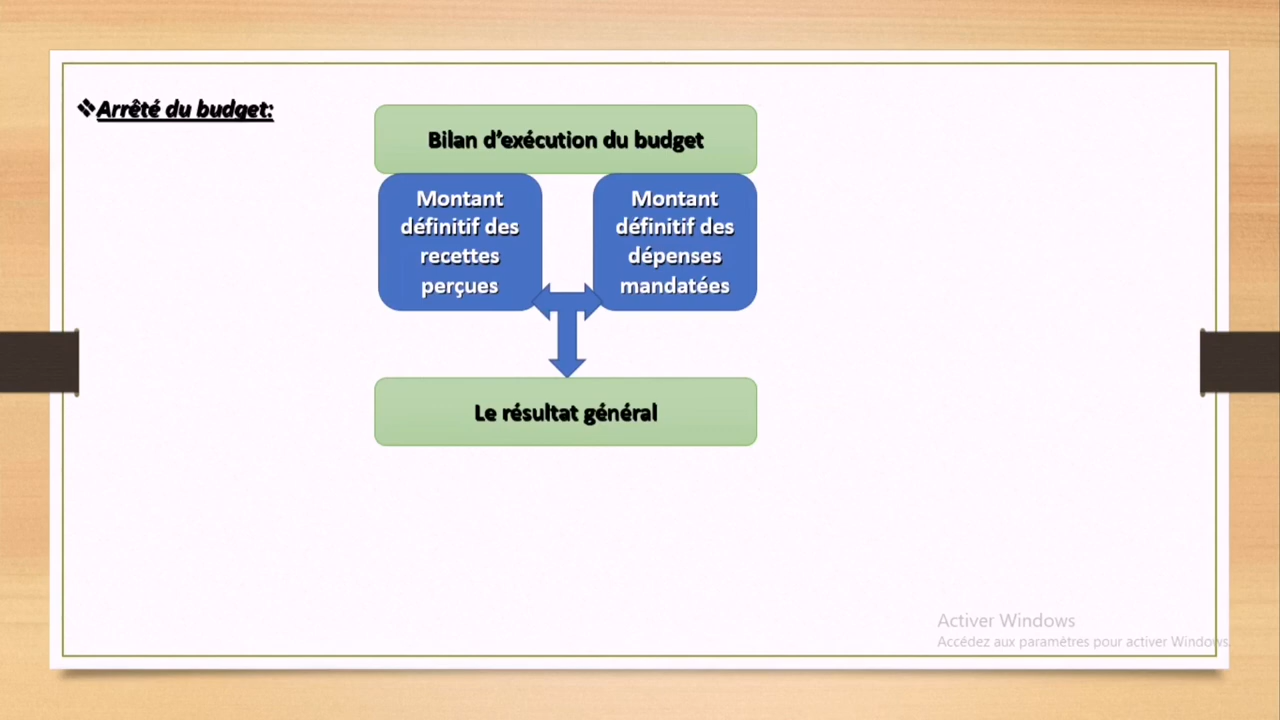 ❖Arrêté du budget:
Bilan d’exécution du budget
Montant
définitif des
recettes
perçues
Montant
définitif des
dépenses
mandatées
Le résultat général
Activer Windows
Accédez aux paramètres pour activer Windows.